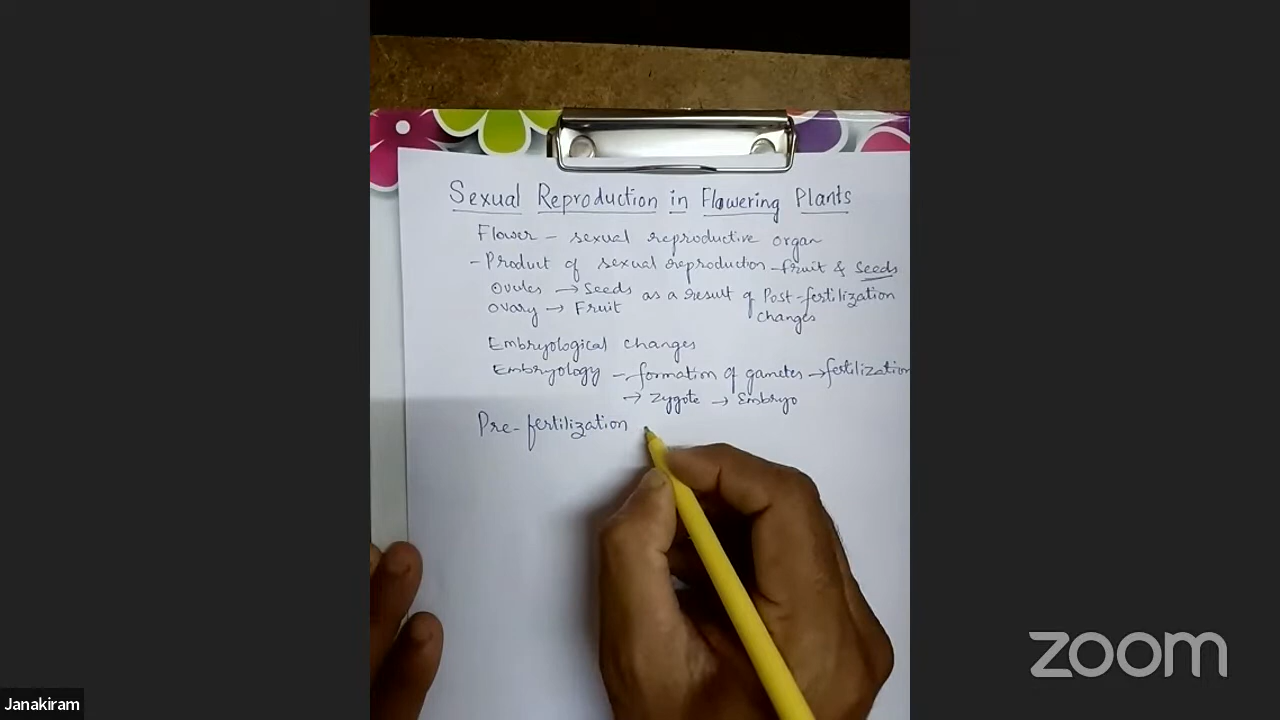 Sexual Reproduction in Flowering Plants
Flower - sexual reproductive organ
- Product of sexual reproduction - fruit & seeds
Ovules → Seeds as a result of Post-fertilization
Ovary → Fruit changes
Embryological changes
Embryology - formation of gametes → fertilization
→ Zygote → Embryo
Pre-fertilization
zoom
Janakiram